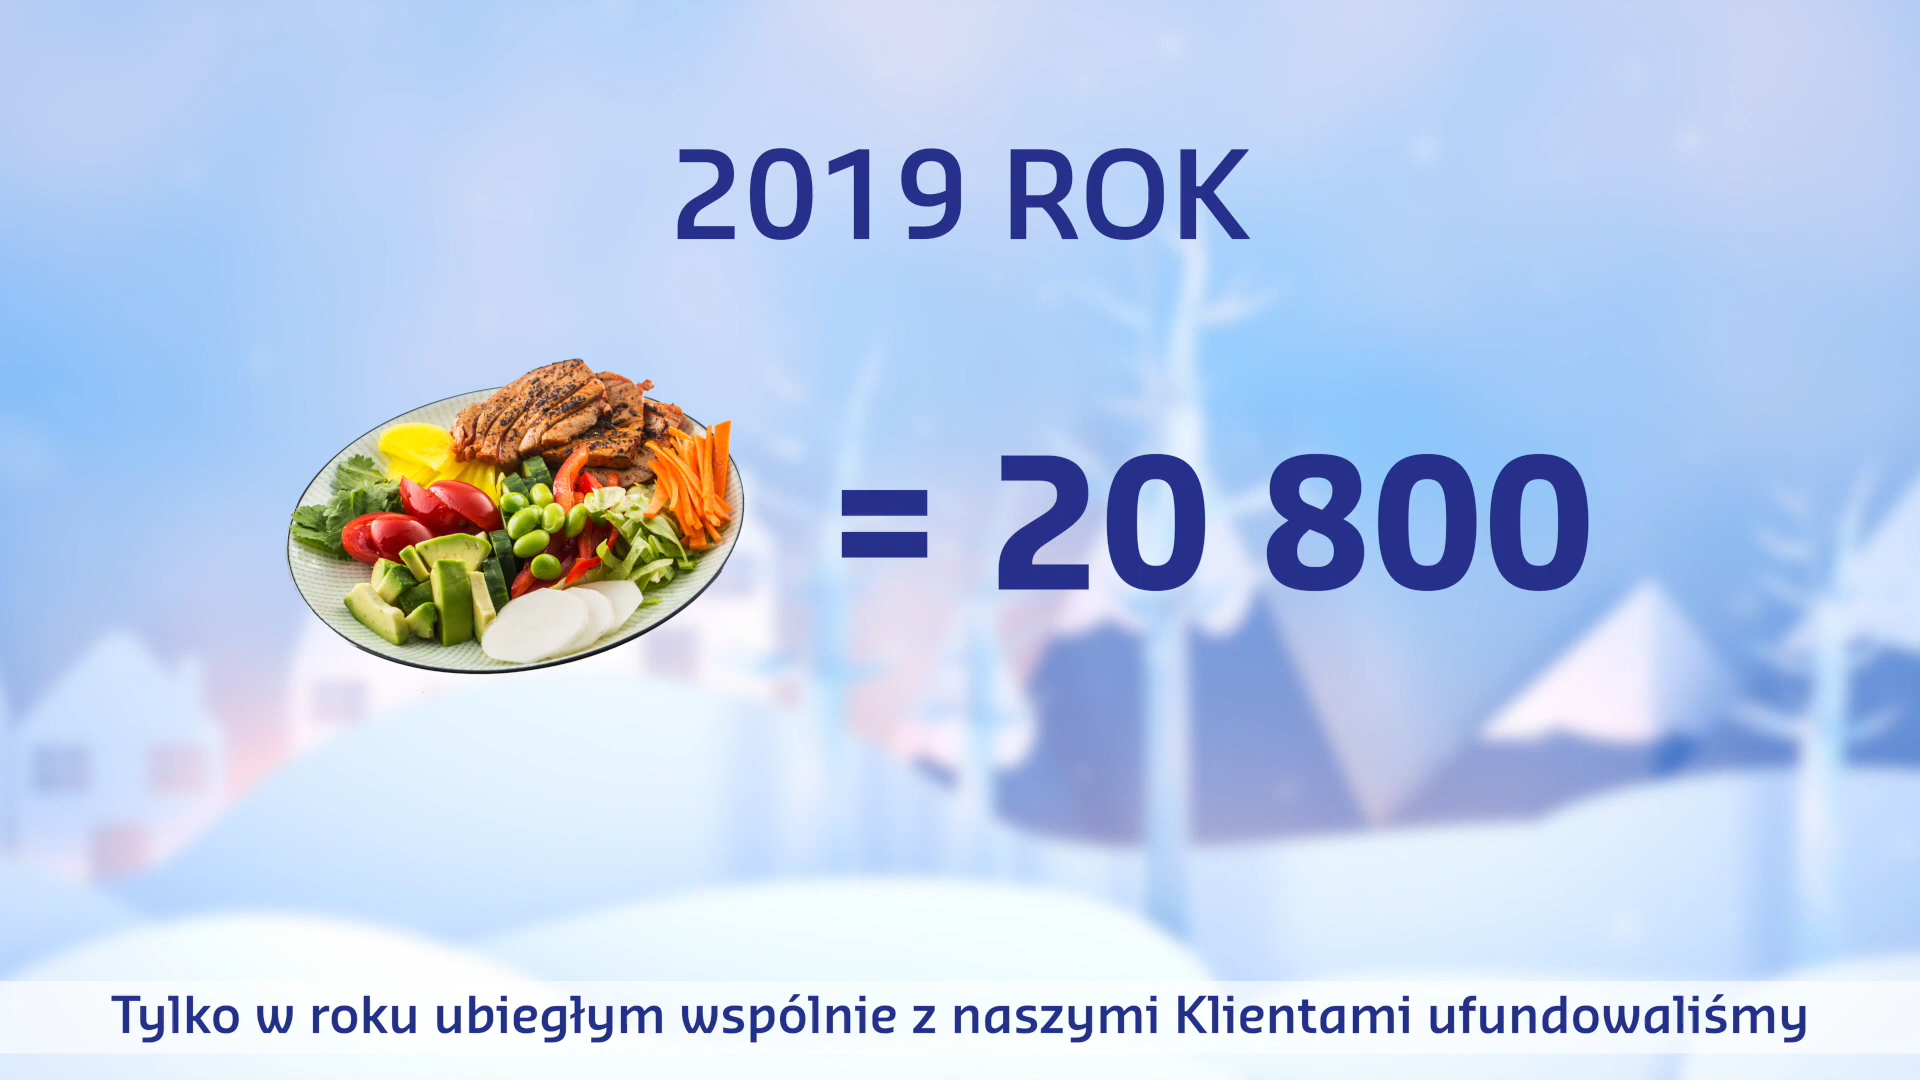 2019 ROK
= 20 800
Tylko w roku ubiegłym wspólnie z naszymi Klientami ufundowaliśmy